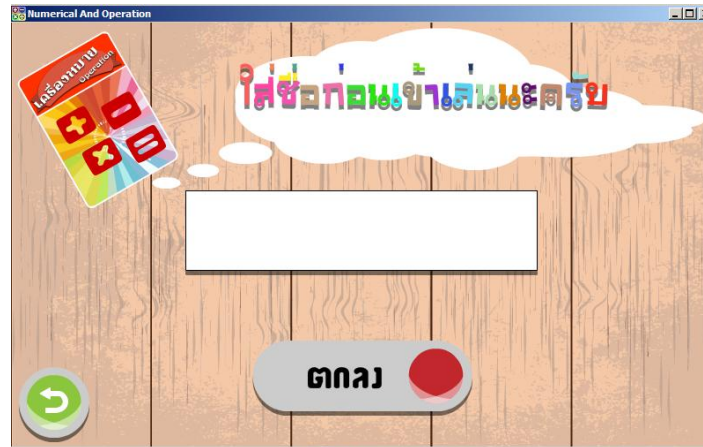 Numerical And Operation
เครื่องหมาย
Operation
ใส่ชื่อก่อนเข้าเล่นนะครับ
ตกลง